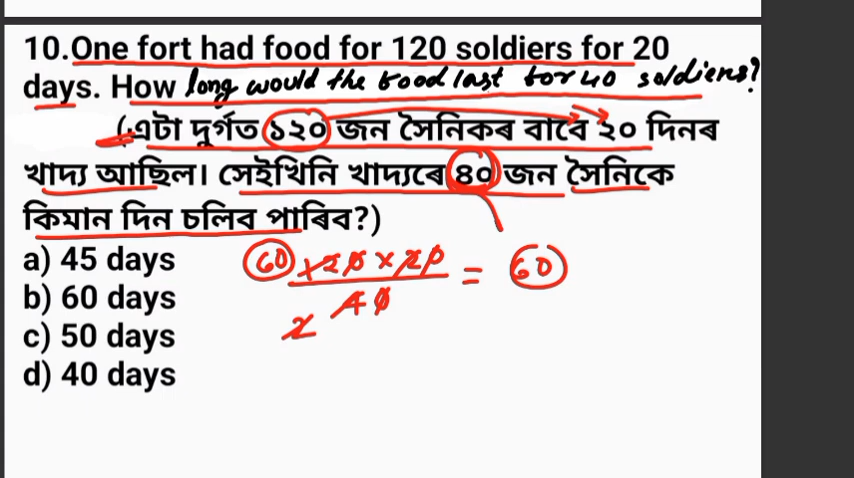 10.One fort had food for 120 soldiers for 20
days. How long would the food last for 40 soldiers?
(এটা দুৰ্গত ১২০ জন সৈনিকৰ বাবে ২০ দিনৰ
খাদ্য আছিল। সেইখিনি খাদ্যৰে ৪০ জন সৈনিকে
কিমান দিন চলিব পাৰিব?)
a) 45 days
b) 60 days
c) 50 days
d) 40 days
60 × 20 × 20 = 60
40
2